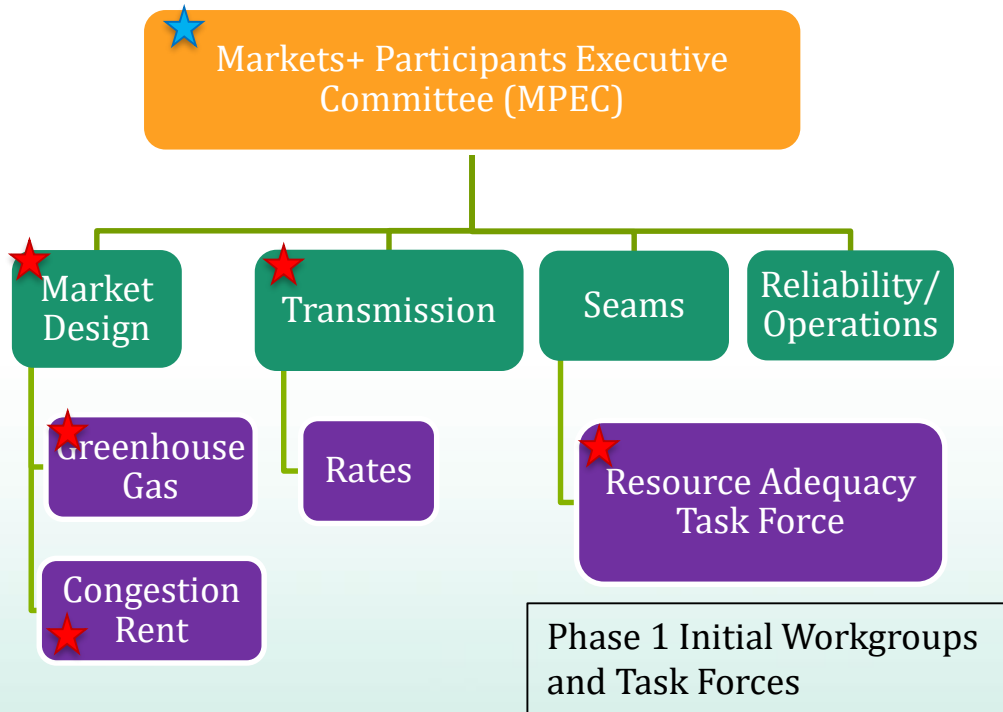 Markets+ Participants Executive
Committee (MPEC)
Market
Design
Transmission
Seams
Reliability/
Operations
Greenhouse
Gas
Rates
Resource Adequacy
Task Force
Congestion
Rent
Phase 1 Initial Workgroups
and Task Forces